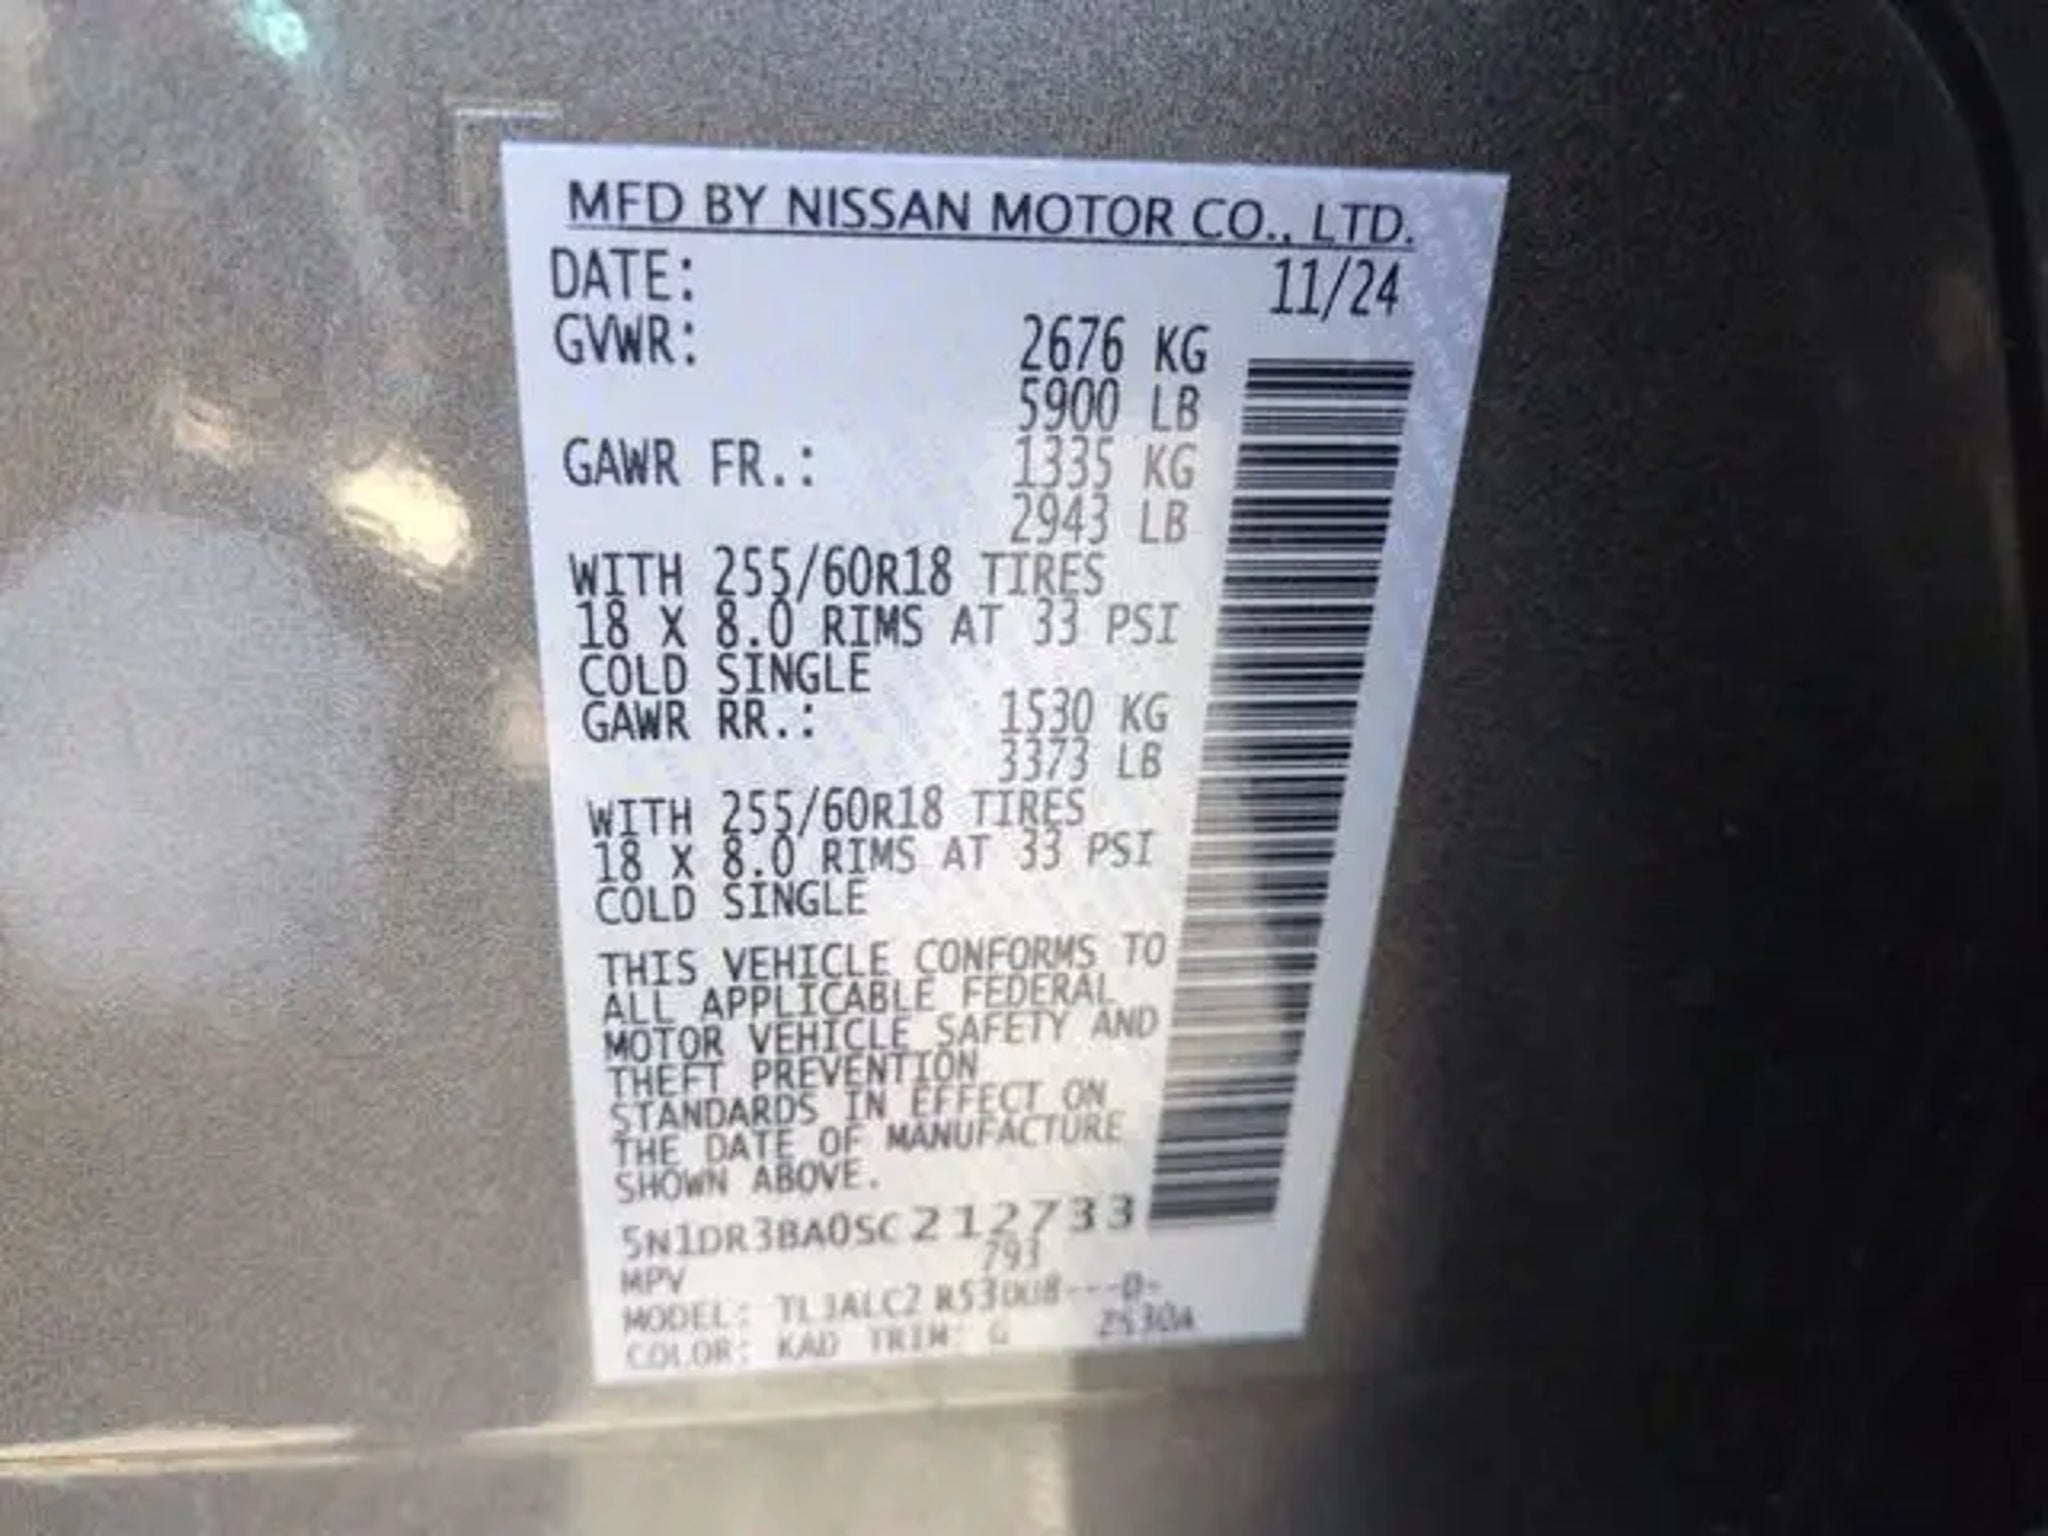 MFD BY NISSAN MOTOR CO., LTD.
DATE: 11/24
GVWR: 2676 KG
5900 LB
GAWR FR.: 1335 KG
2943 LB
WITH 255/60R18 TIRES
18 X 8.0 RIMS AT 33 PSI
COLD SINGLE
GAWR RR.: 1530 KG
3373 LB
WITH 255/60R18 TIRES
18 X 8.0 RIMS AT 33 PSI
COLD SINGLE
THIS VEHICLE CONFORMS TO
ALL APPLICABLE FEDERAL
MOTOR VEHICLE SAFETY AND
THEFT PREVENTION
STANDARDS IN EFFECT ON
THE DATE OF MANUFACTURE
SHOWN ABOVE.
5N1DR3BA0SC212733
MPV 793
MODEL:
COLOR: KAD TRIM: G